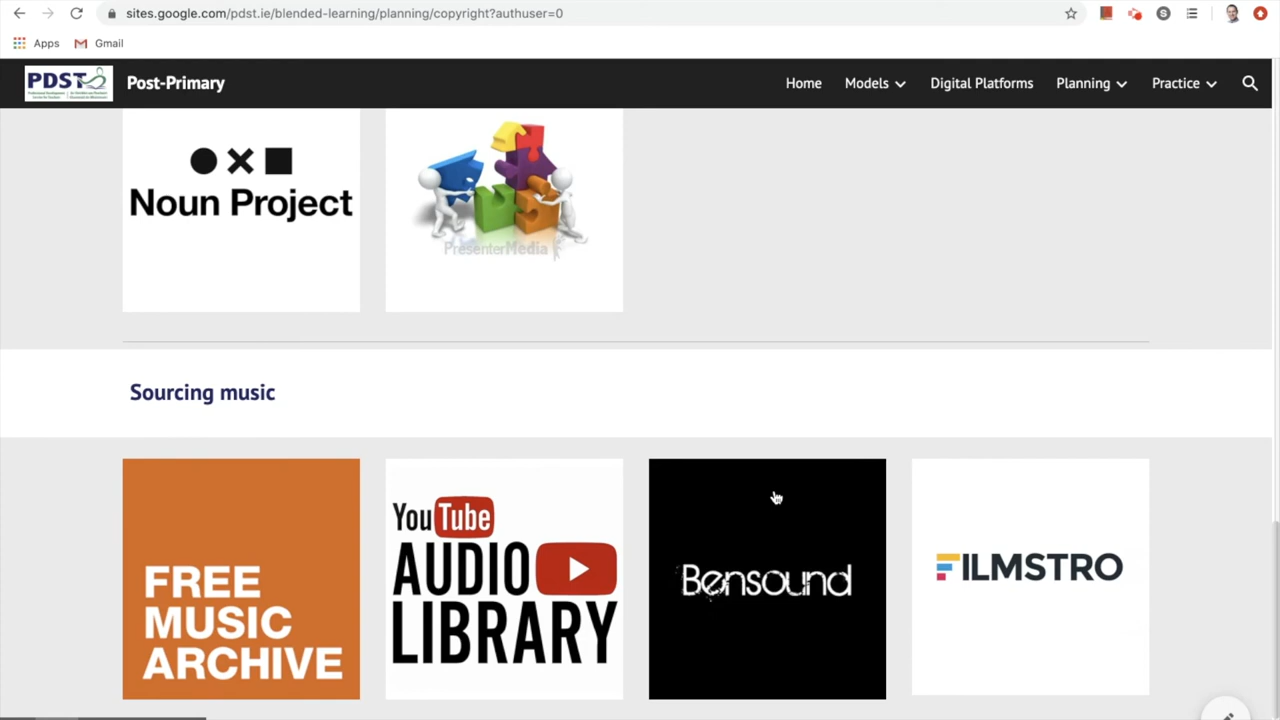 sites.google.com/pdst.ie/blended-learning/planning/copyright?authuser=0
Apps Gmail
PDST Post-Primary Home Models Digital Platforms Planning Practice
Noun Project
PresenterMedia
Sourcing music
FREE
MUSIC
ARCHIVE
YouTube
AUDIO
LIBRARY
Bensound
FILMSTRO